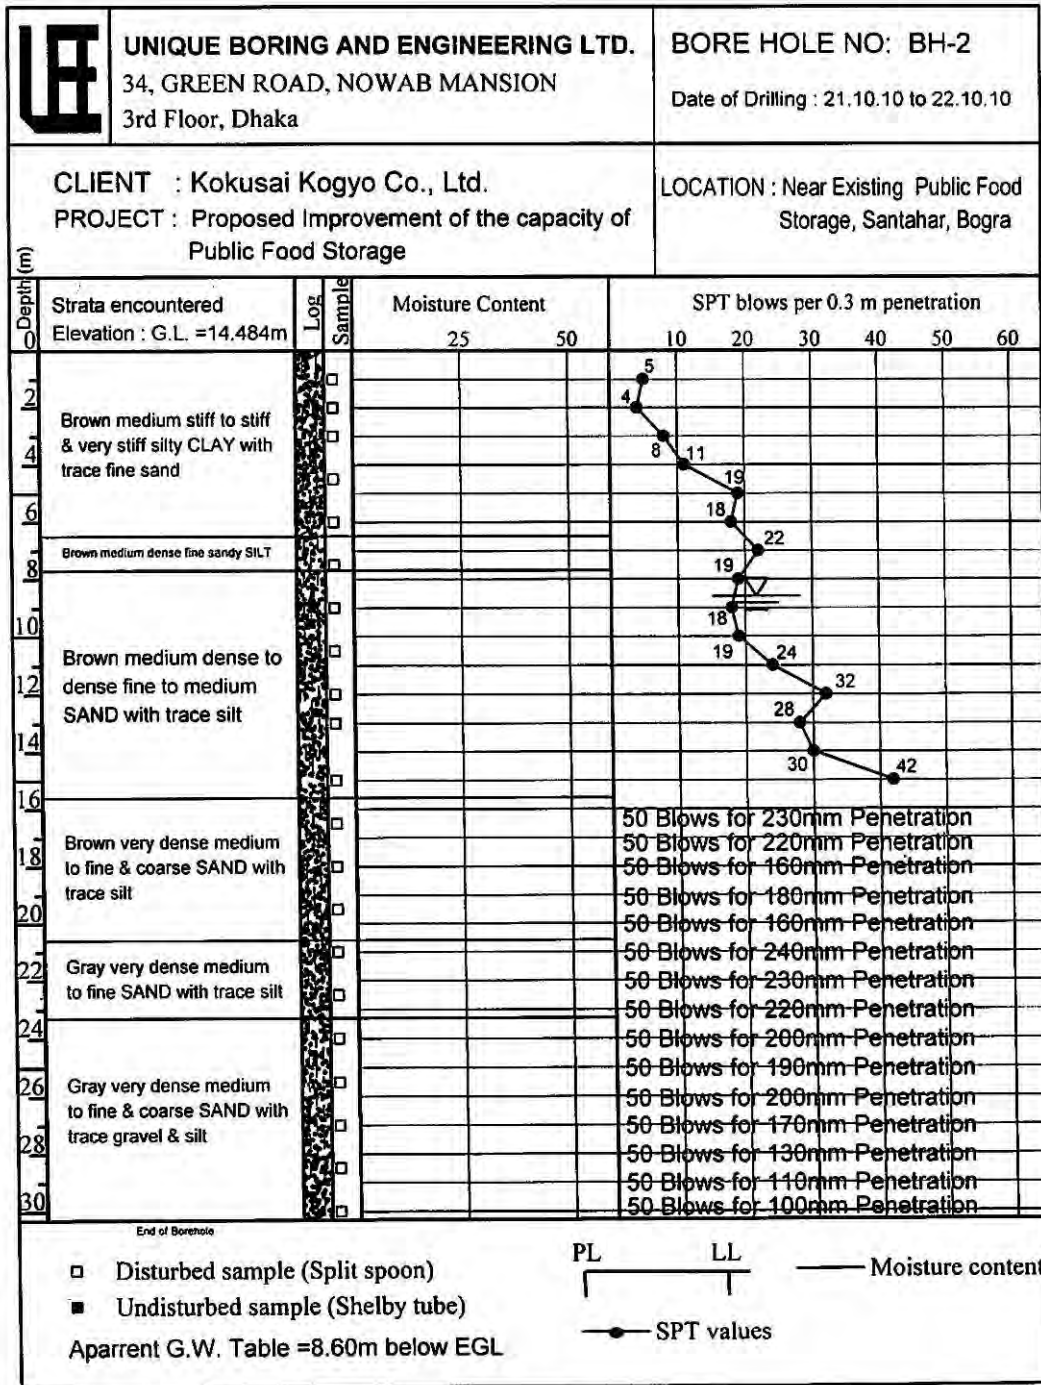 UNIQUE BORING AND ENGINEERING LTD.
34, GREEN ROAD, NOWAB MANSION
3rd Floor, Dhaka
BORE HOLE NO: BH-2
Date of Drilling : 21.10.10 to 22.10.10
CLIENT : Kokusai Kogyo Co., Ltd.
PROJECT : Proposed Improvement of the capacity of
Public Food Storage
LOCATION : Near Existing Public Food
Storage, Santahar, Bogra
Depth (m)
Strata encountered
Elevation : G.L. =14.484m
Log
Sample
Moisture Content
25 50
SPT blows per 0.3 m penetration
10 20 30 40 50 60
0
2
4
6
8
10
12
14
16
18
20
22
24
26
28
30
Brown medium stiff to stiff
& very stiff silty CLAY with
trace fine sand
Brown medium dense fine sandy SILT
Brown medium dense to
dense fine to medium
SAND with trace silt
Brown very dense medium
to fine & coarse SAND with
trace silt
Gray very dense medium
to fine SAND with trace silt
Gray very dense medium
to fine & coarse SAND with
trace gravel & silt
5
4
8
11
19
18
22
19
18
19
24
32
28
30
42
50 Blows for 230mm Penetration
50 Blows for 220mm Penetration
50 Blows for 160mm Penetration
50 Blows for 180mm Penetration
50 Blows for 160mm Penetration
50 Blows for 240mm Penetration
50 Blows for 230mm Penetration
50 Blows for 220mm Penetration
50 Blows for 200mm Penetration
50 Blows for 190mm Penetration
50 Blows for 200mm Penetration
50 Blows for 170mm Penetration
50 Blows for 130mm Penetration
50 Blows for 110mm Penetration
50 Blows for 100mm Penetration
End of Borehole
Disturbed sample (Split spoon)
Undisturbed sample (Shelby tube)
Aparrent G.W. Table =8.60m below EGL
PL LL
Moisture content
SPT values